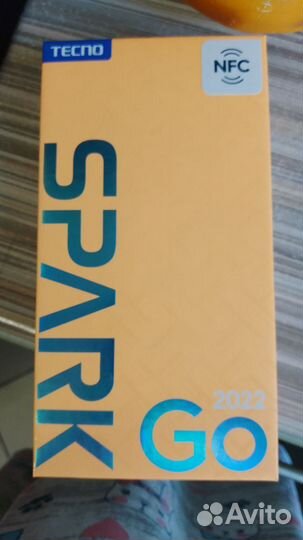 TECNO
NFC
SPARK
2022
Go
Avito